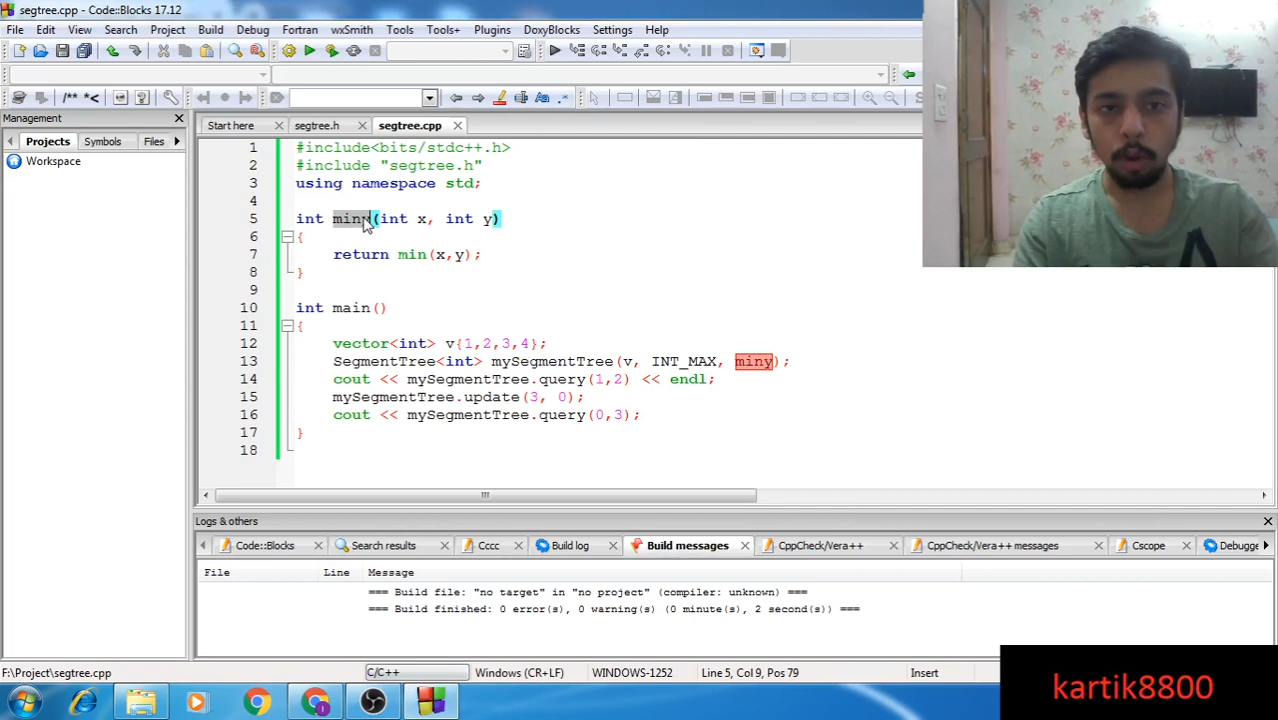 segtree.cpp - Code::Blocks 17.12
File Edit View Search Project Build Debug Fortran wxSmith Tools Tools+ Plugins DoxyBlocks Settings Help
/** *<
Management
Start here segtree.h segtree.cpp
Projects Symbols Files
Workspace
1 #include<bits/stdc++.h>
2 #include "segtree.h"
3 using namespace std;
4
5 int miny(int x, int y)
6 {
7 return min(x,y);
8 }
9
10 int main()
11 {
12 vector<int> v{1,2,3,4};
13 SegmentTree<int> mySegmentTree(v, INT_MAX, miny);
14 cout << mySegmentTree.query(1,2) << endl;
15 mySegmentTree.update(3, 0);
16 cout << mySegmentTree.query(0,3);
17 }
18
Logs & others
Code::Blocks Search results Cccc Build log Build messages CppCheck/Vera++ CppCheck/Vera++ messages Cscope Debugge
File Line Message
=== Build file: "no target" in "no project" (compiler: unknown) ===
=== Build finished: 0 error(s), 0 warning(s) (0 minute(s), 2 second(s)) ===
F:\Project\segtree.cpp C/C++ Windows (CR+LF) WINDOWS-1252 Line 5, Col 9, Pos 79 Insert
kartik8800